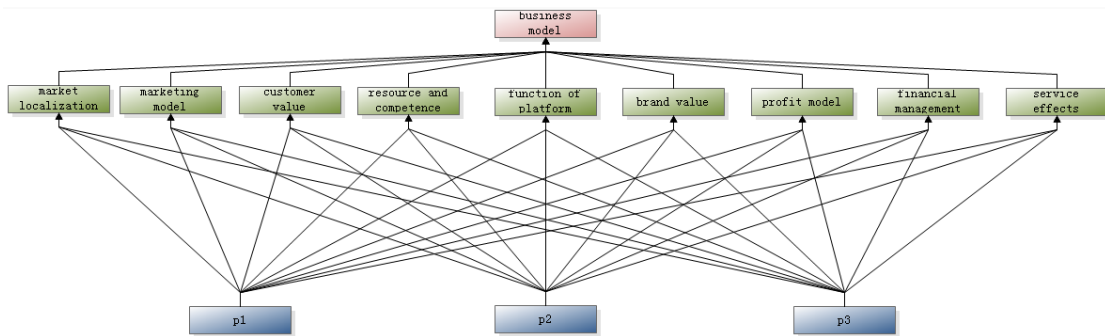 business
model
market
localization
marketing
model
customer
value
resource and
competence
function of
platform
brand value
profit model
financial
management
service
effects
p1
p2
p3